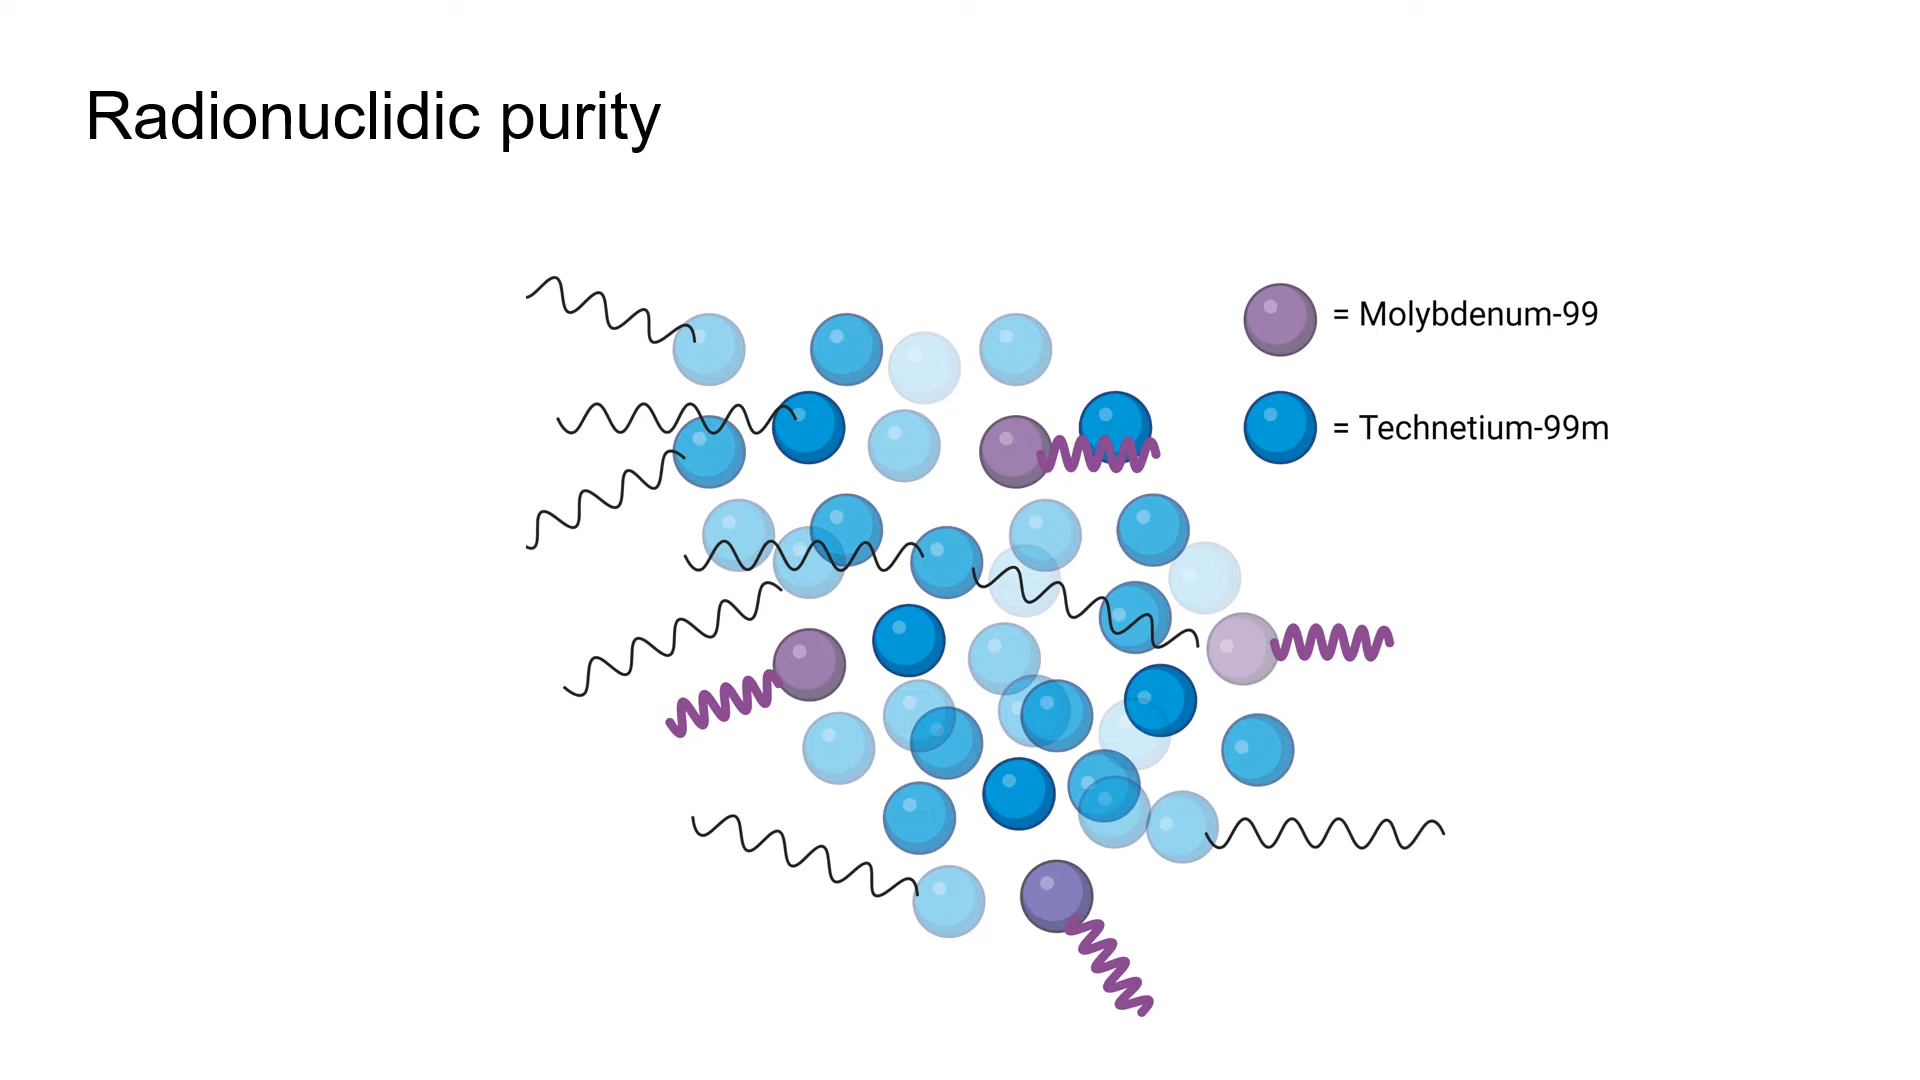 Radionuclidic purity
= Molybdenum-99
= Technetium-99m